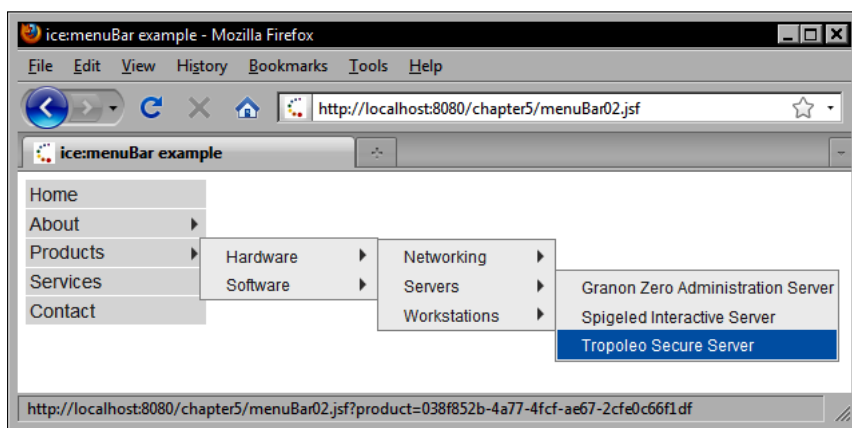 ice:menuBar example - Mozilla Firefox
File Edit View History Bookmarks Tools Help
http://localhost:8080/chapter5/menuBar02.jsf
ice:menuBar example
Home
About
Products
Services
Contact
Hardware
Software
Networking
Servers
Workstations
Granon Zero Administration Server
Spigeled Interactive Server
Tropoleo Secure Server
http://localhost:8080/chapter5/menuBar02.jsf?product=038f852b-4a77-4fcf-ae67-2cfe0c66f1df